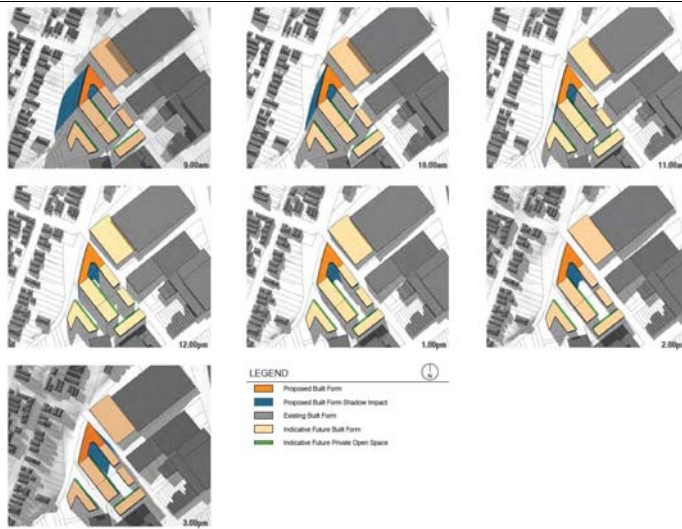 9.00am
10.00am
11.00am
12.00pm
1.00pm
2.00pm
3.00pm
LEGEND
Proposed Built Form
Proposed Built Form Shadow Impact
Existing Built Form
Indicative Future Built Form
Indicative Future Private Open Space